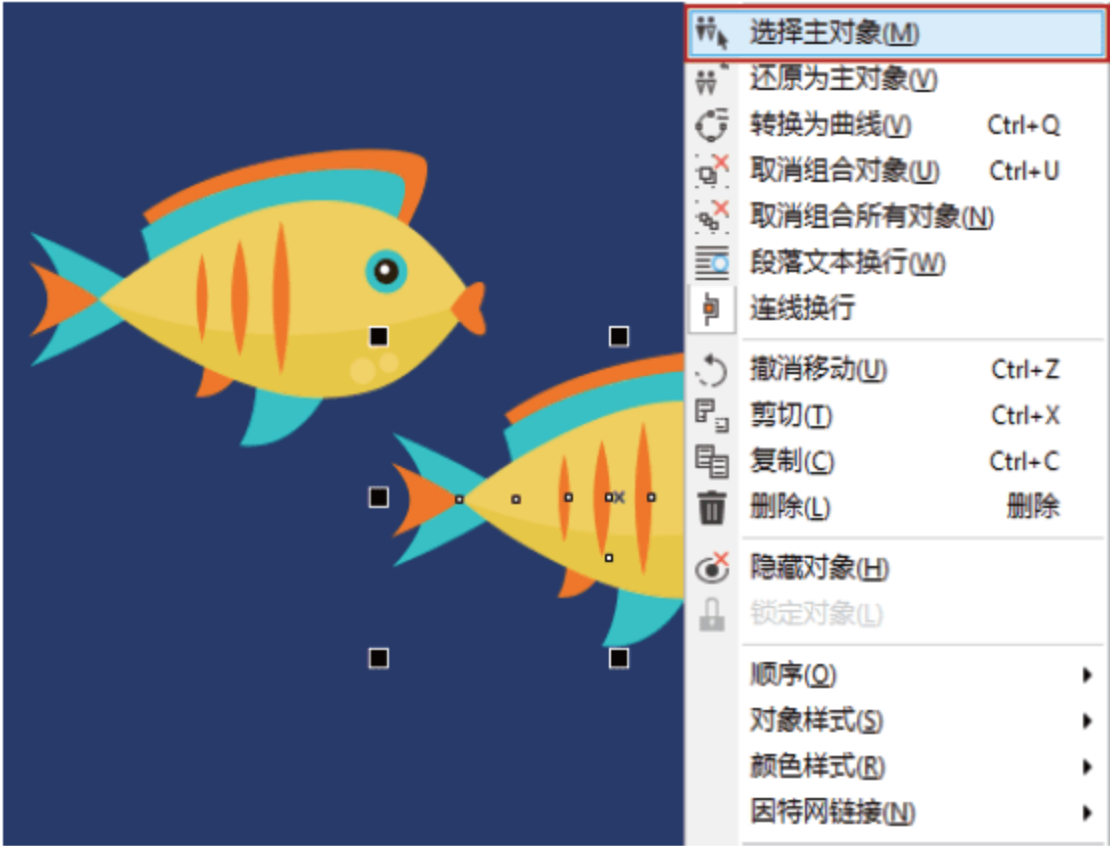 选择主对象(M)
还原为主对象(V)
转换为曲线(V) Ctrl+Q
取消组合对象(U) Ctrl+U
取消组合所有对象(N)
段落文本换行(W)
连线换行
撤消移动(U) Ctrl+Z
剪切(T) Ctrl+X
复制(C) Ctrl+C
删除(L) 删除
隐藏对象(H)
锁定对象(L)
顺序(O)
对象样式(S)
颜色样式(R)
因特网链接(N)